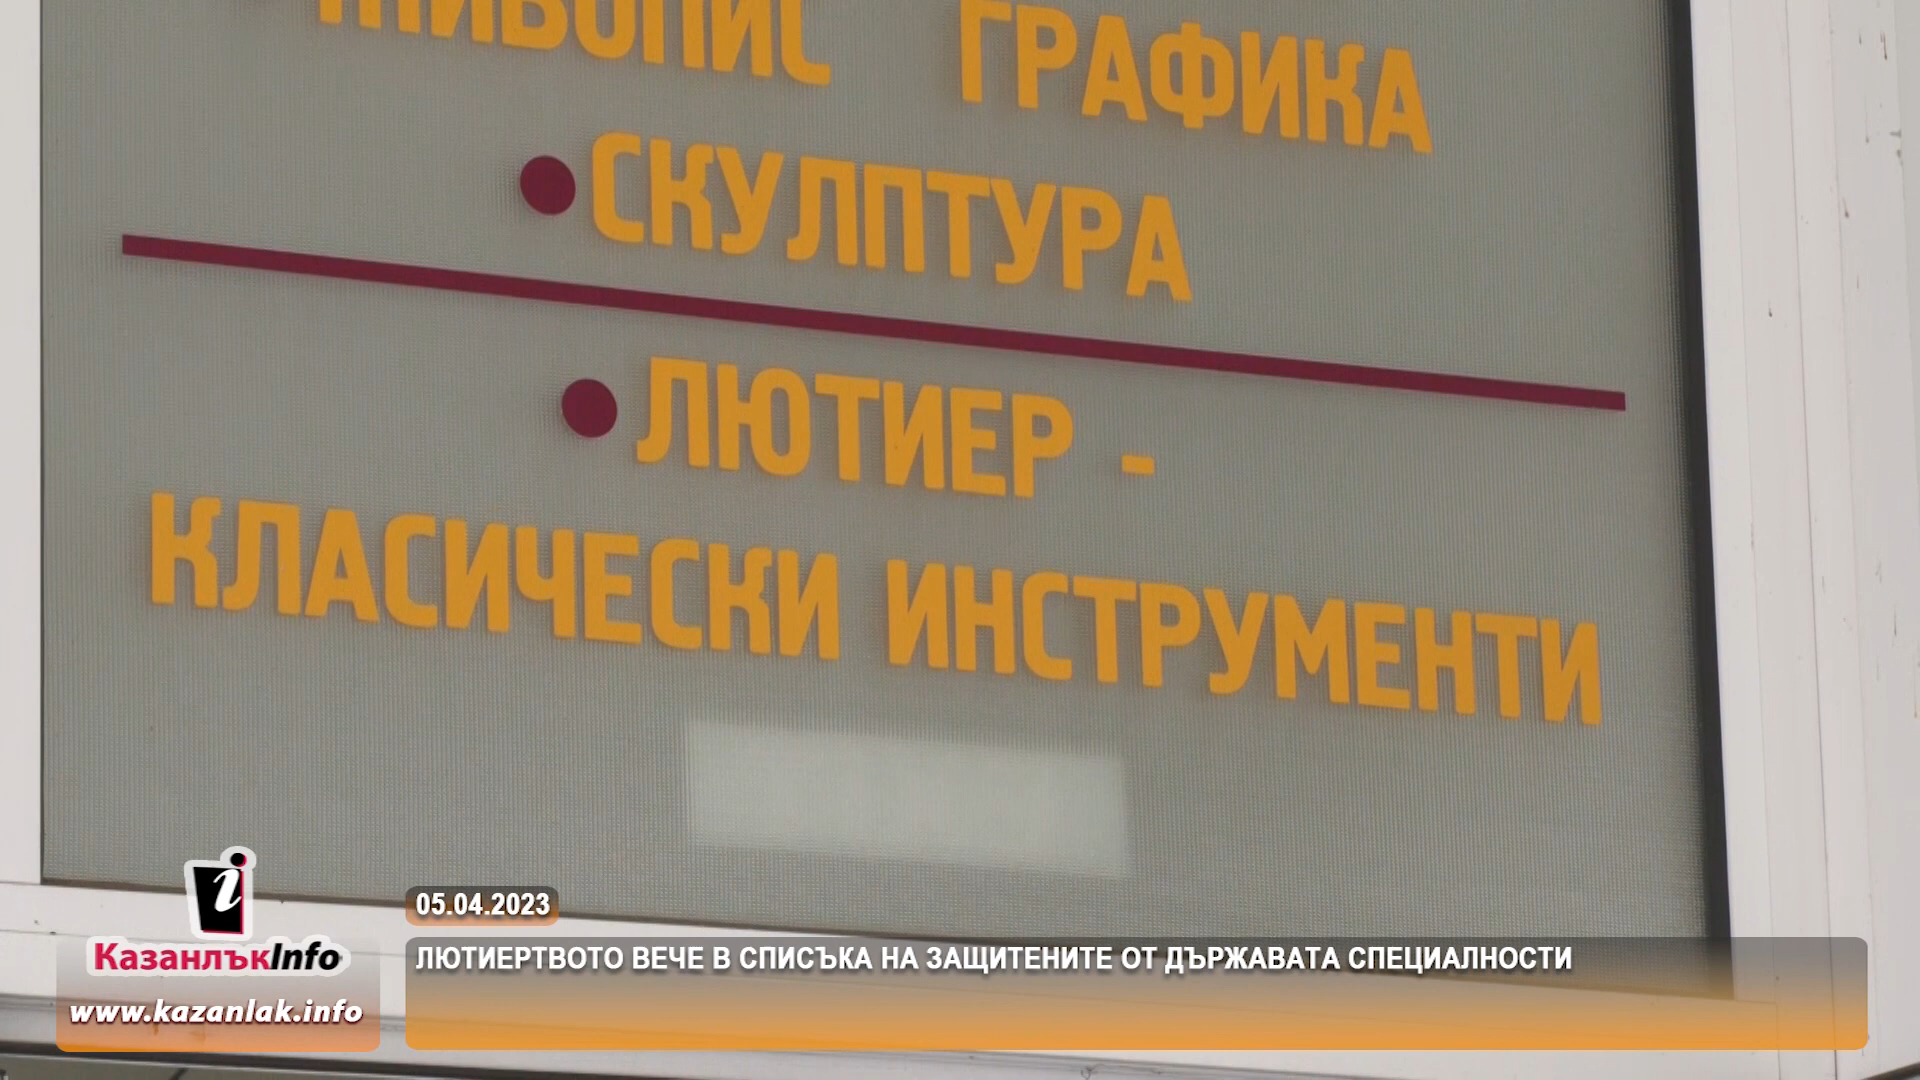 ЖИВОПИС ГРАФИКА
•СКУЛПТУРА
•ЛЮТИЕР -
КЛАСИЧЕСКИ ИНСТРУМЕНТИ
05.04.2023
ЛЮТИЕРТВОТО ВЕЧЕ В СПИСЪКА НА ЗАЩИТЕНИТЕ ОТ ДЪРЖАВАТА СПЕЦИАЛНОСТИ
i
КазанлъкInfo
www.kazanlak.info